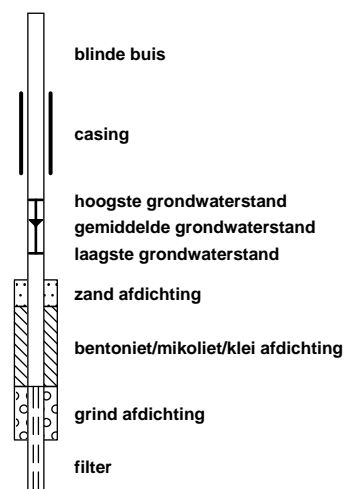 blinde buis
casing
hoogste grondwaterstand
gemiddelde grondwaterstand
laagste grondwaterstand
zand afdichting
bentoniet/mikoliet/klei afdichting
grind afdichting
filter